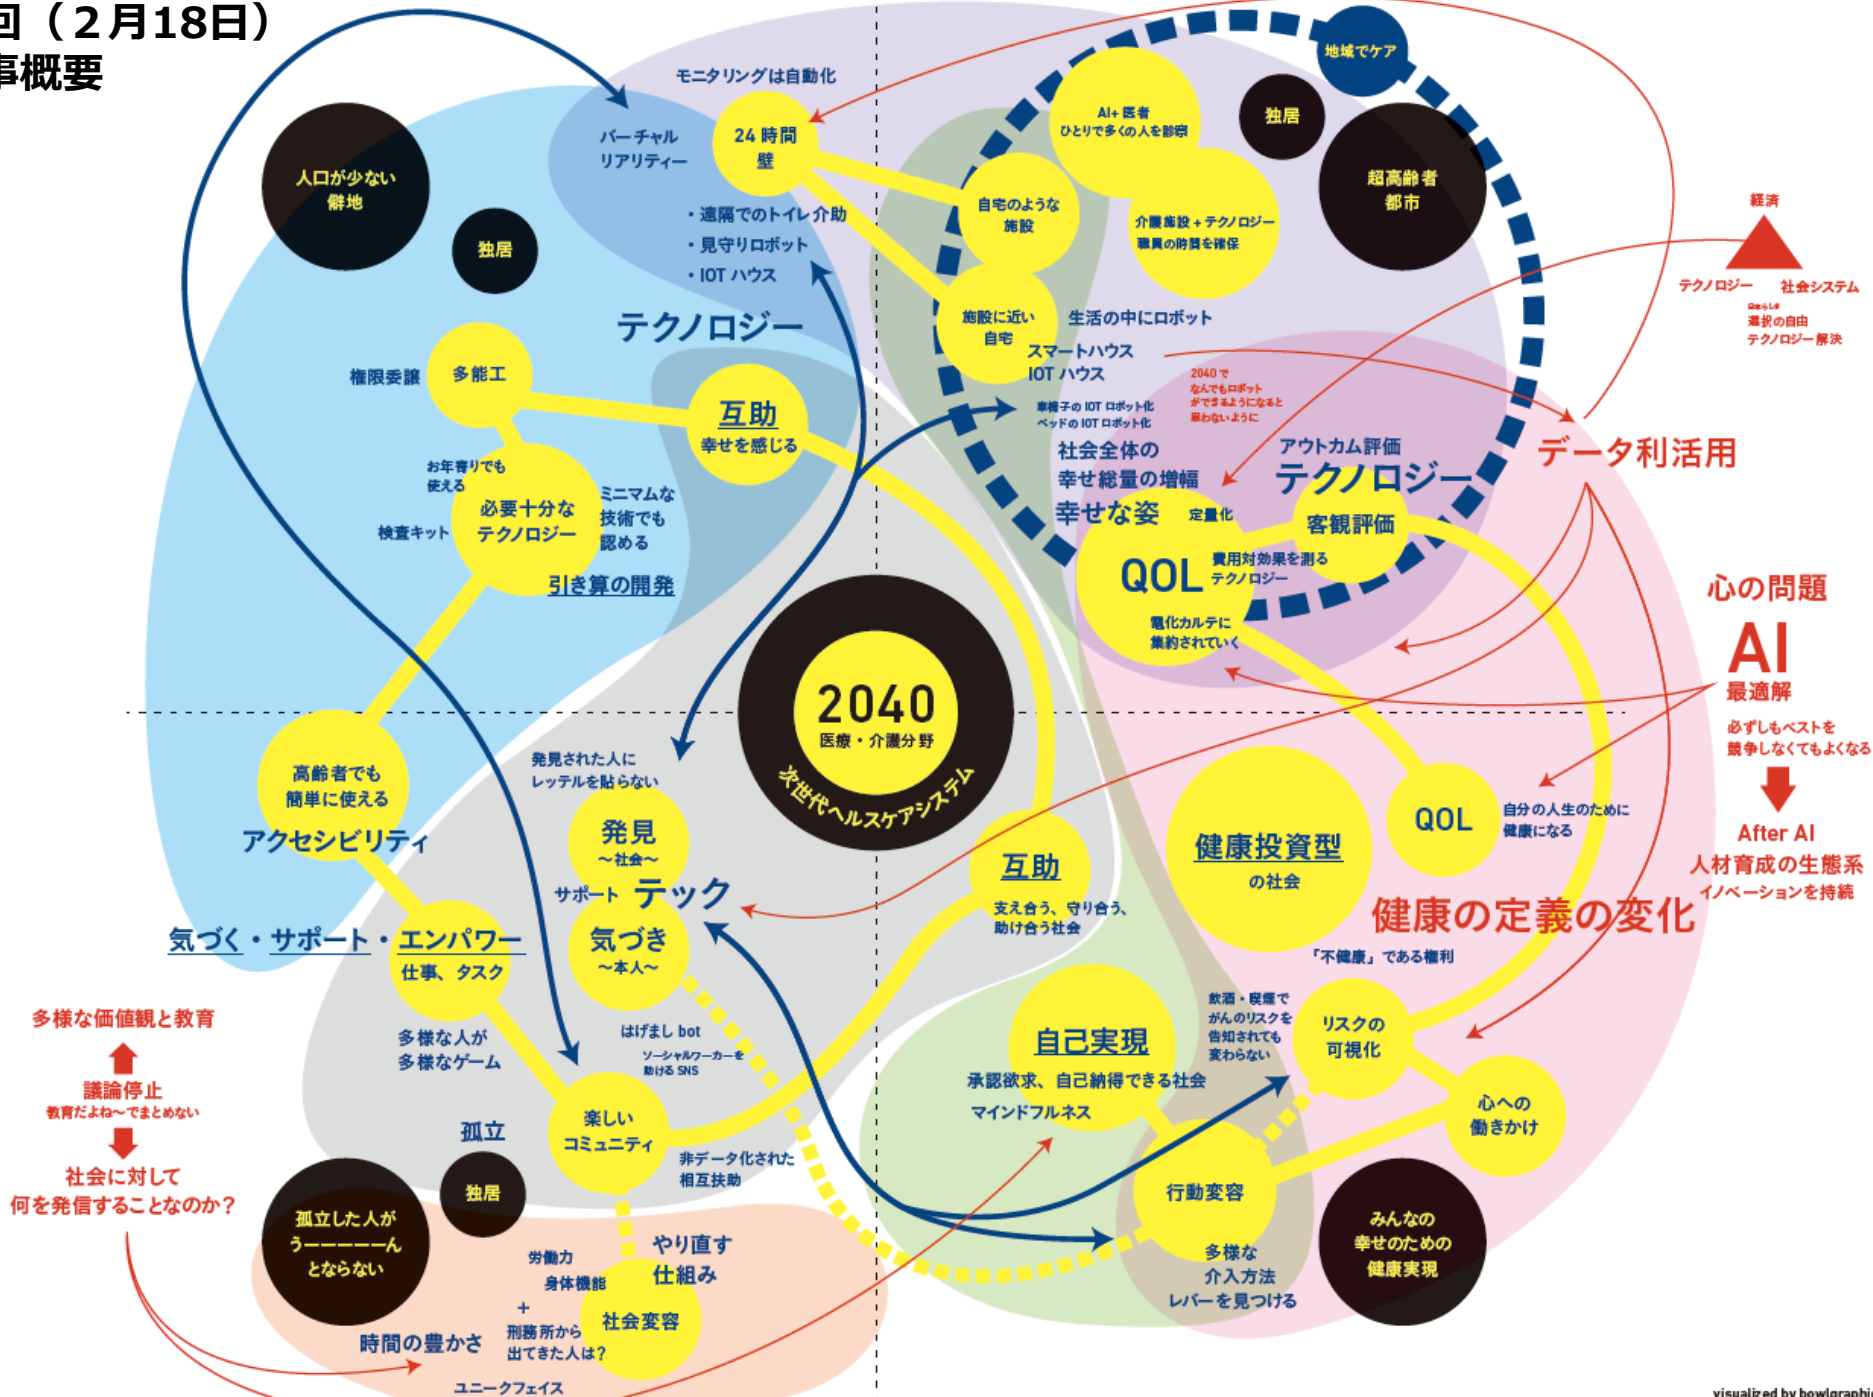 回（２月18日）
事概要
モニタリングは自動化
バーチャル
リアリティー
24 時間
壁
・遠隔でのトイレ介助
・見守りロボット
・IOT ハウス
テクノロジー
人口が少ない
僻地
独居
権限委譲
多能工
互助
幸せを感じる
お年寄りでも
使える
必要十分な
テクノロジー
ミニマムな
技術でも
認める
検査キット
引き算の開発
地域でケア
AI+ 医者
ひとりで多くの人を診察
独居
超高齢者
都市
自宅のような
施設
介護施設 + テクノロジー
職員の時間を確保
施設に近い
自宅
生活の中にロボット
スマートハウス
IOT ハウス
車椅子の IOT ロボット化
ベッドの IOT ロボット化
2040 で
なんでもロボット
ができるようになると
思わないように
社会全体の
幸せ総量の増幅
幸せな姿
定量化
アウトカム評価
テクノロジー
客観評価
QOL
費用対効果を測る
テクノロジー
電化カルテに
集約されていく
経済
テクノロジー
社会システム
日本らしさ
選択の自由
テクノロジー解決
データ利活用
心の問題
AI
最適解
必ずしもベストを
競争しなくてもよくなる
After AI
人材育成の生態系
イノベーションを持続
2040
医療・介護分野
次世代ヘルスケアシステム
高齢者でも
簡単に使える
アクセシビリティ
発見された人に
レッテルを貼らない
発見
～社会～
サポート
テック
気づき
～本人～
気づく・サポート・エンパワー
仕事、タスク
多様な人が
多様なゲーム
はげまし bot
ソーシャルワーカーを
助ける SNS
楽しい
コミュニティ
非データ化された
相互扶助
孤立
独居
孤立した人が
うーーーーーん
とならない
互助
支え合う、守り合う、
助け合う社会
健康投資型
の社会
QOL
自分の人生のために
健康になる
健康の定義の変化
「不健康」である権利
飲酒・喫煙で
がんのリスクを
告知されても
変わらない
リスクの
可視化
心への
働きかけ
自己実現
承認欲求、自己納得できる社会
マインドフルネス
行動変容
多様な
介入方法
レバーを見つける
みんなの
幸せのための
健康実現
多様な価値観と教育
議論停止
教育だよね～でまとめない
社会に対して
何を発信することなのか？
労働力
身体機能
+
刑務所から
出てきた人は？
やり直す
仕組み
社会変容
時間の豊かさ
ユニークフェイス
visualized by bowlgraphi